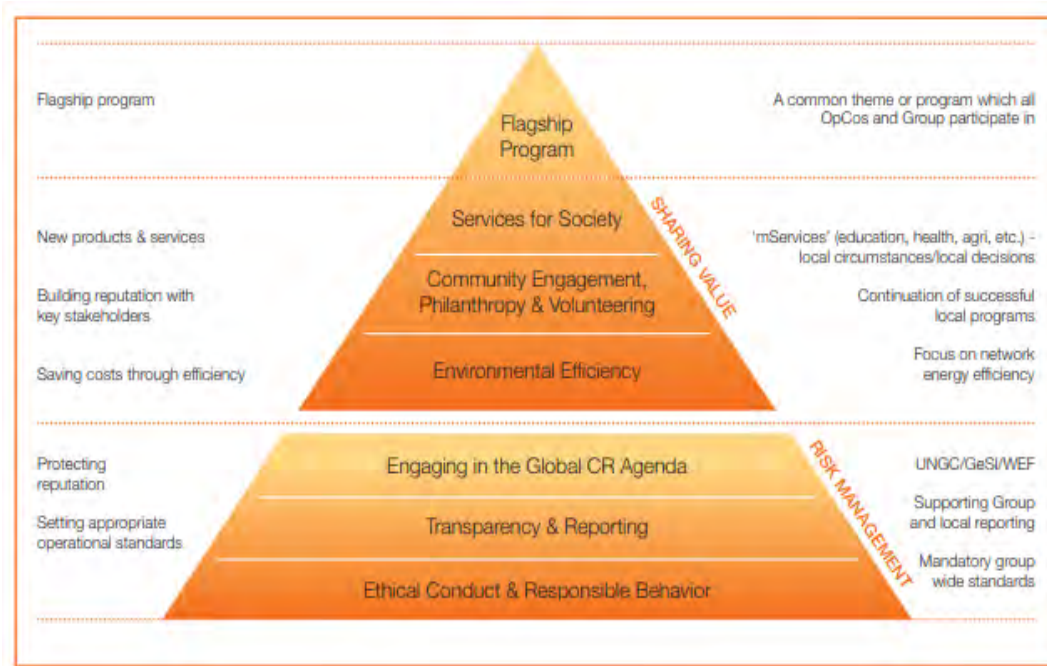 Flagship program
Flagship
Program
A common theme or program which all
OpCos and Group participate in
Services for Society
SHARING VALUE
New products & services
'mServices' (education, health, agri, etc.) -
local circumstances/local decisions
Community Engagement,
Philanthropy & Volunteering
Building reputation with
key stakeholders
Continuation of successful
local programs
Saving costs through efficiency
Environmental Efficiency
Focus on network
energy efficiency
Protecting
reputation
Engaging in the Global CR Agenda
RISK MANAGEMENT
UNGC/GeSI/WEF
Setting appropriate
operational standards
Transparency & Reporting
Supporting Group
and local reporting
Ethical Conduct & Responsible Behavior
Mandatory group
wide standards